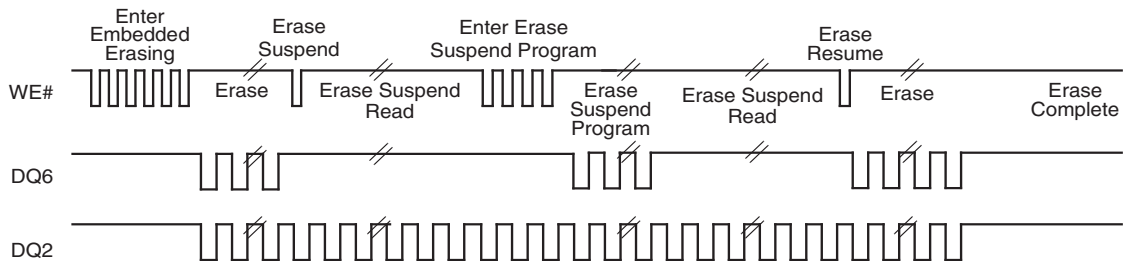 Enter
Embedded
Erasing
Erase
Suspend
Enter Erase
Suspend Program
Erase
Resume
WE#
Erase
Erase Suspend
Read
Erase
Suspend
Program
Erase Suspend
Read
Erase
Erase
Complete
DQ6
DQ2